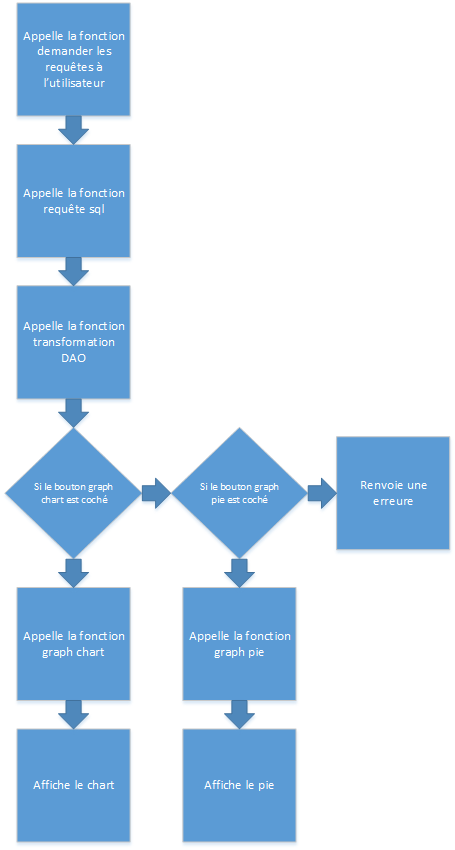 Appelle la fonction
demander les
requêtes à
l'utilisateur
Appelle la fonction
requête sql
Appelle la fonction
transformation
DAO
Si le bouton graph
chart est coché
Si le bouton graph
pie est coché
Renvoie une
erreure
Appelle la fonction
graph chart
Appelle la fonction
graph pie
Affiche le chart
Affiche le pie